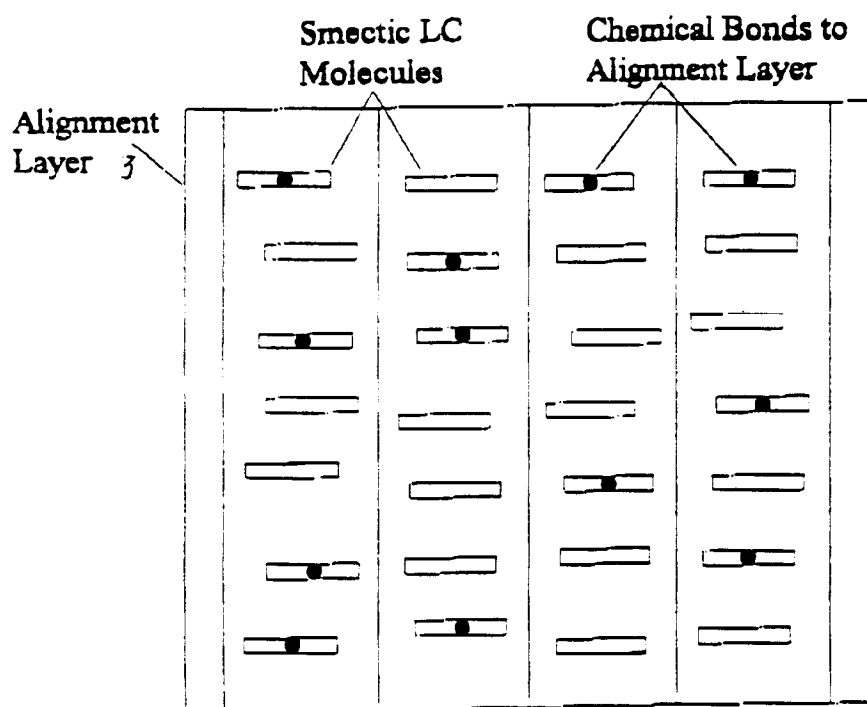 Smectic LC
Molecules
Chemical Bonds to
Alignment Layer
Alignment
Layer 3